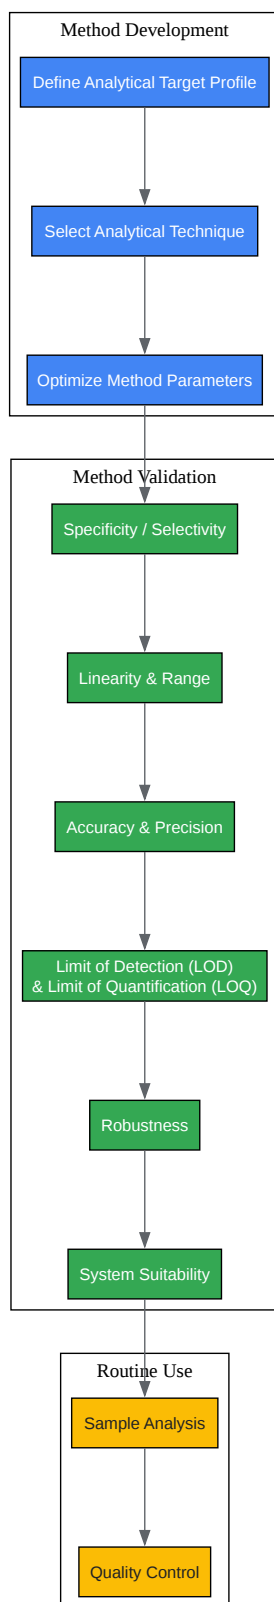 Method Development
Define Analytical Target Profile
Select Analytical Technique
Optimize Method Parameters
Method Validation
Specificity / Selectivity
Linearity & Range
Accuracy & Precision
Limit of Detection (LOD)
& Limit of Quantification (LOQ)
Robustness
System Suitability
Routine Use
Sample Analysis
Quality Control